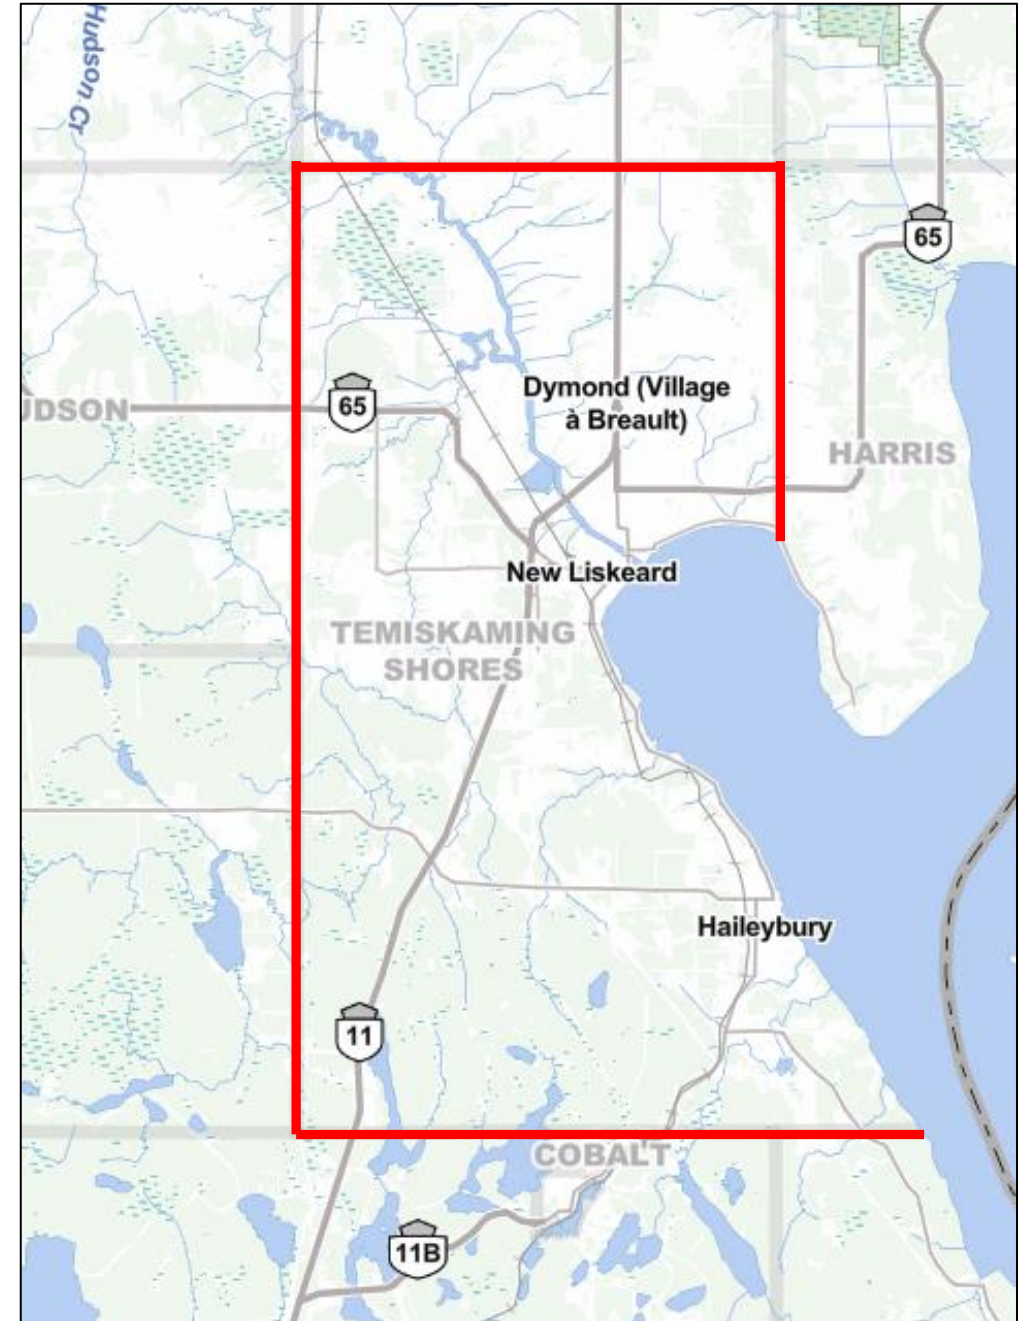 Hudson Cr
65
65
Dymond (Village
à Breault)
UDSON
HARRIS
New Liskeard
TEMISKAMING
SHORES
Haileybury
11
COBALT
11B